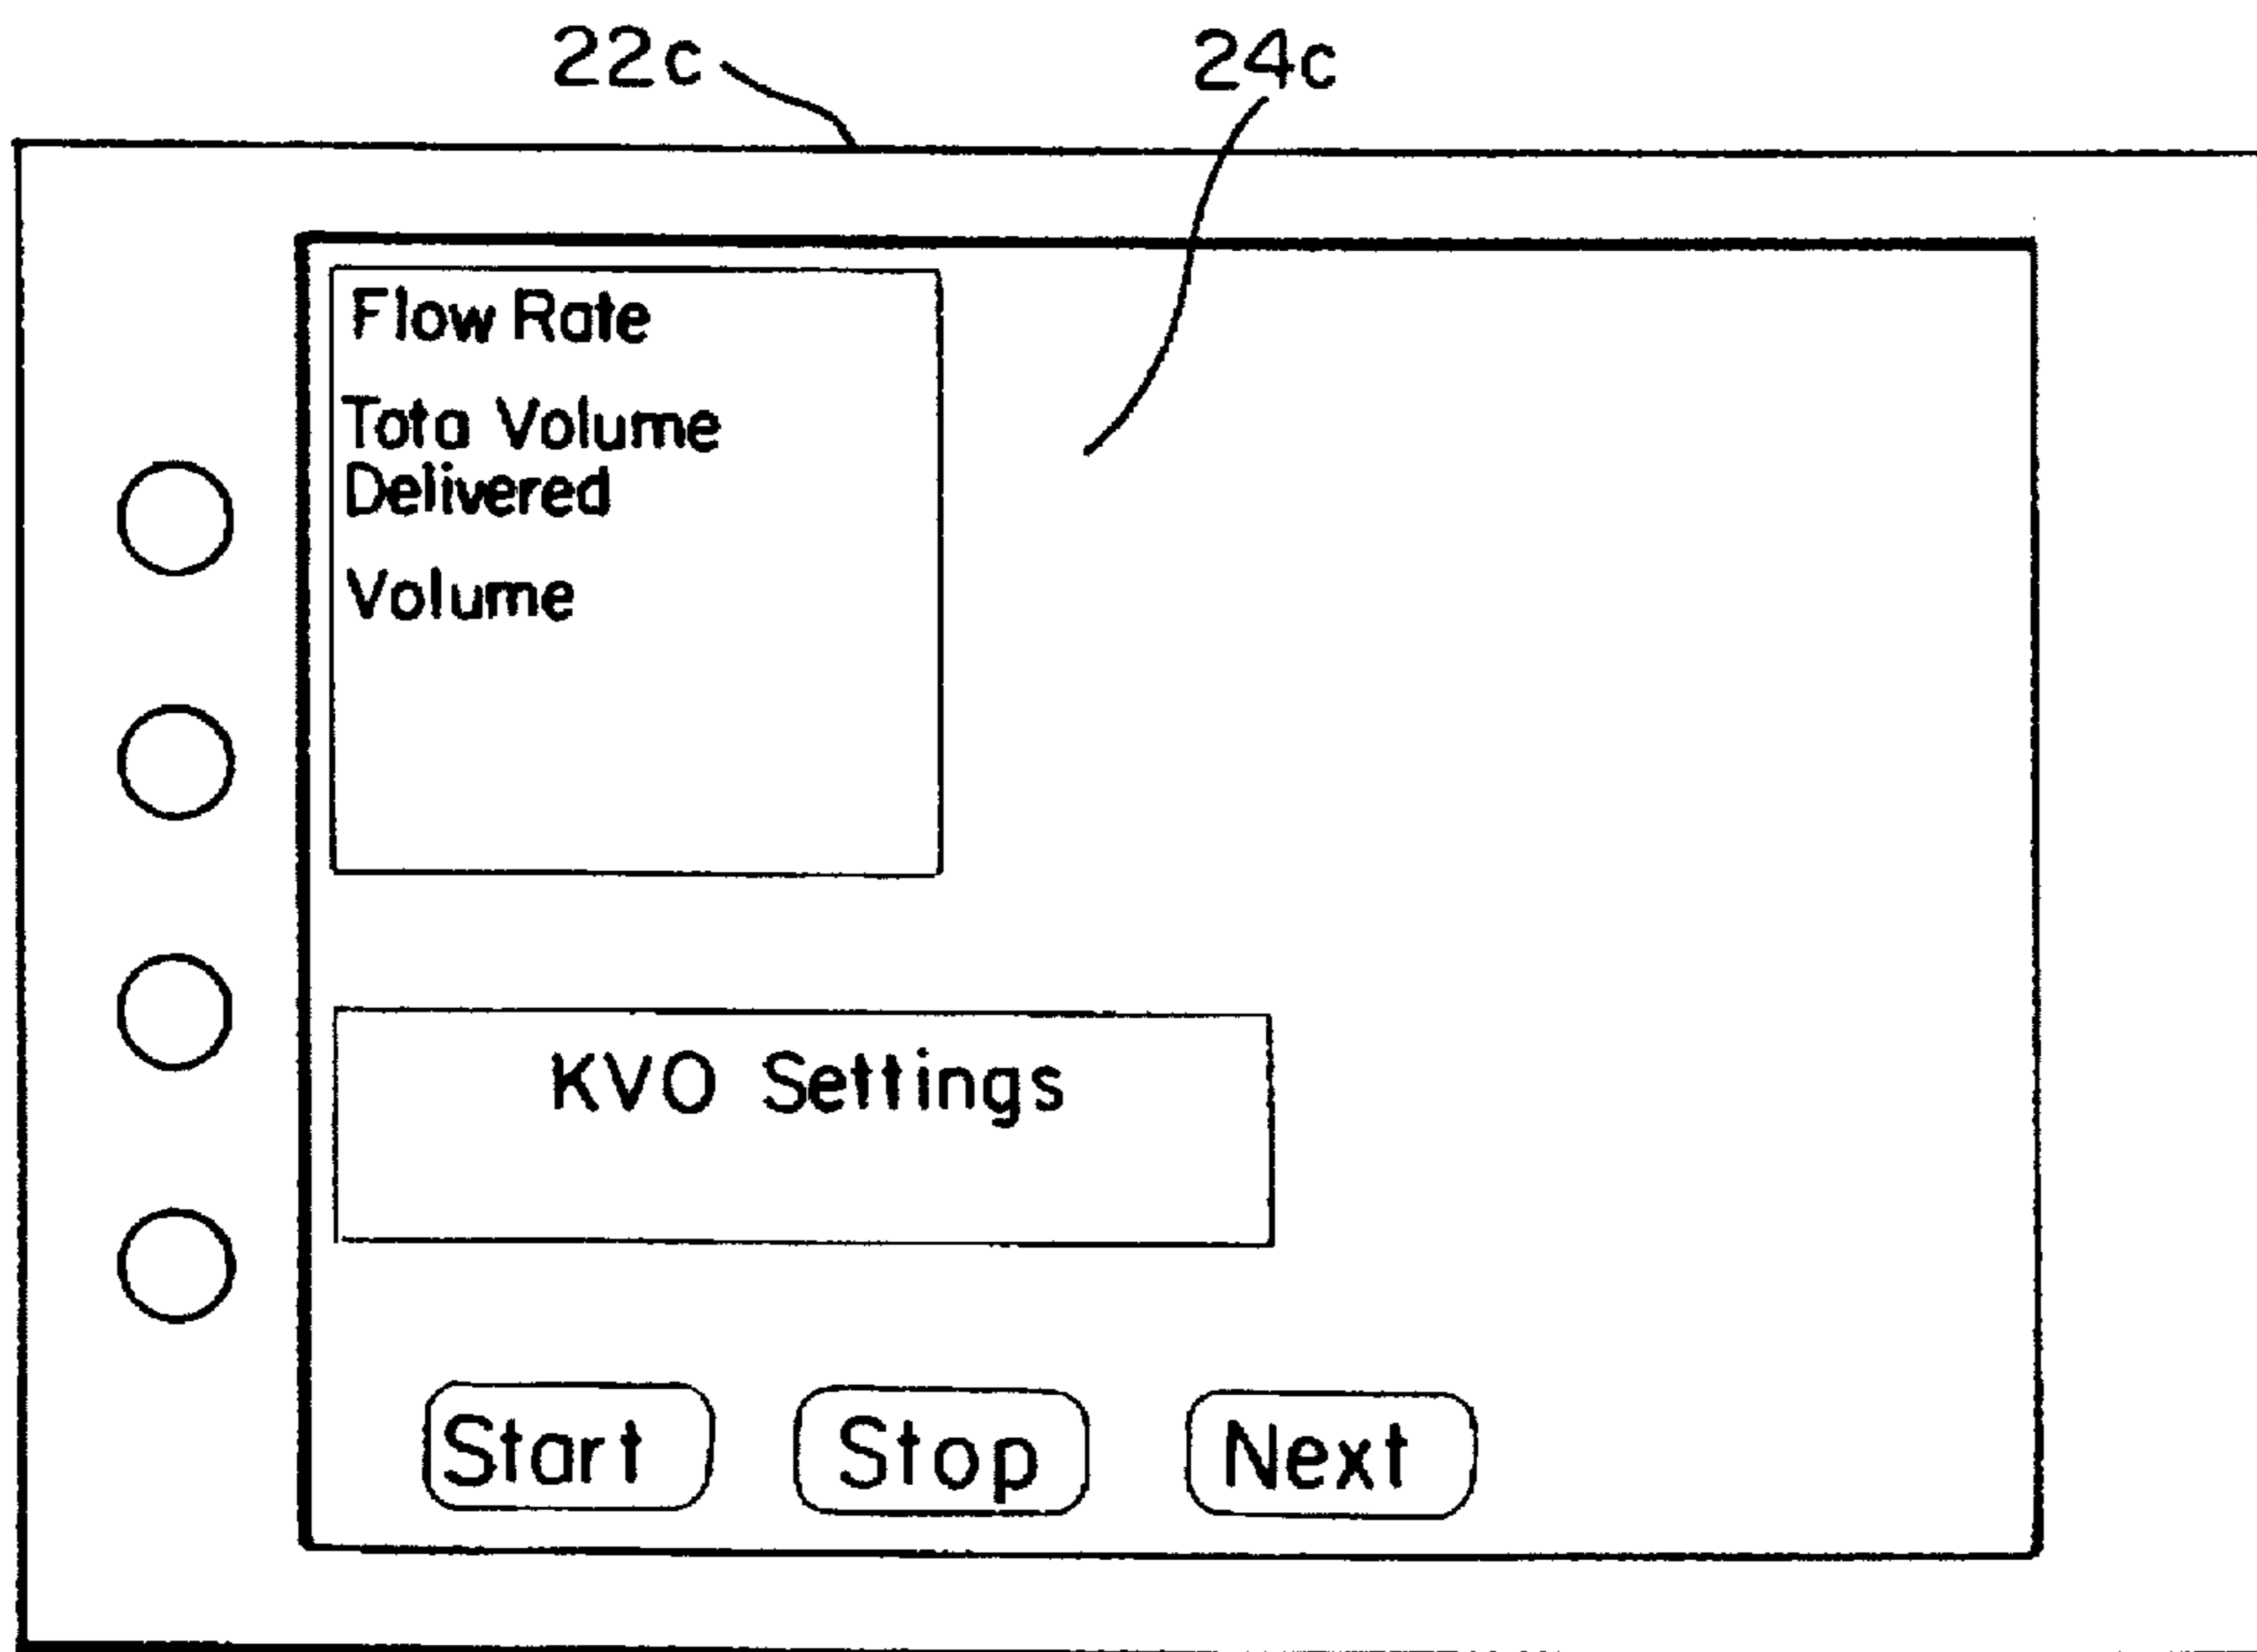 22c 24c
Flow Rate
Tota Volume
Delivered
Volume
KVO Settings
Start Stop Next